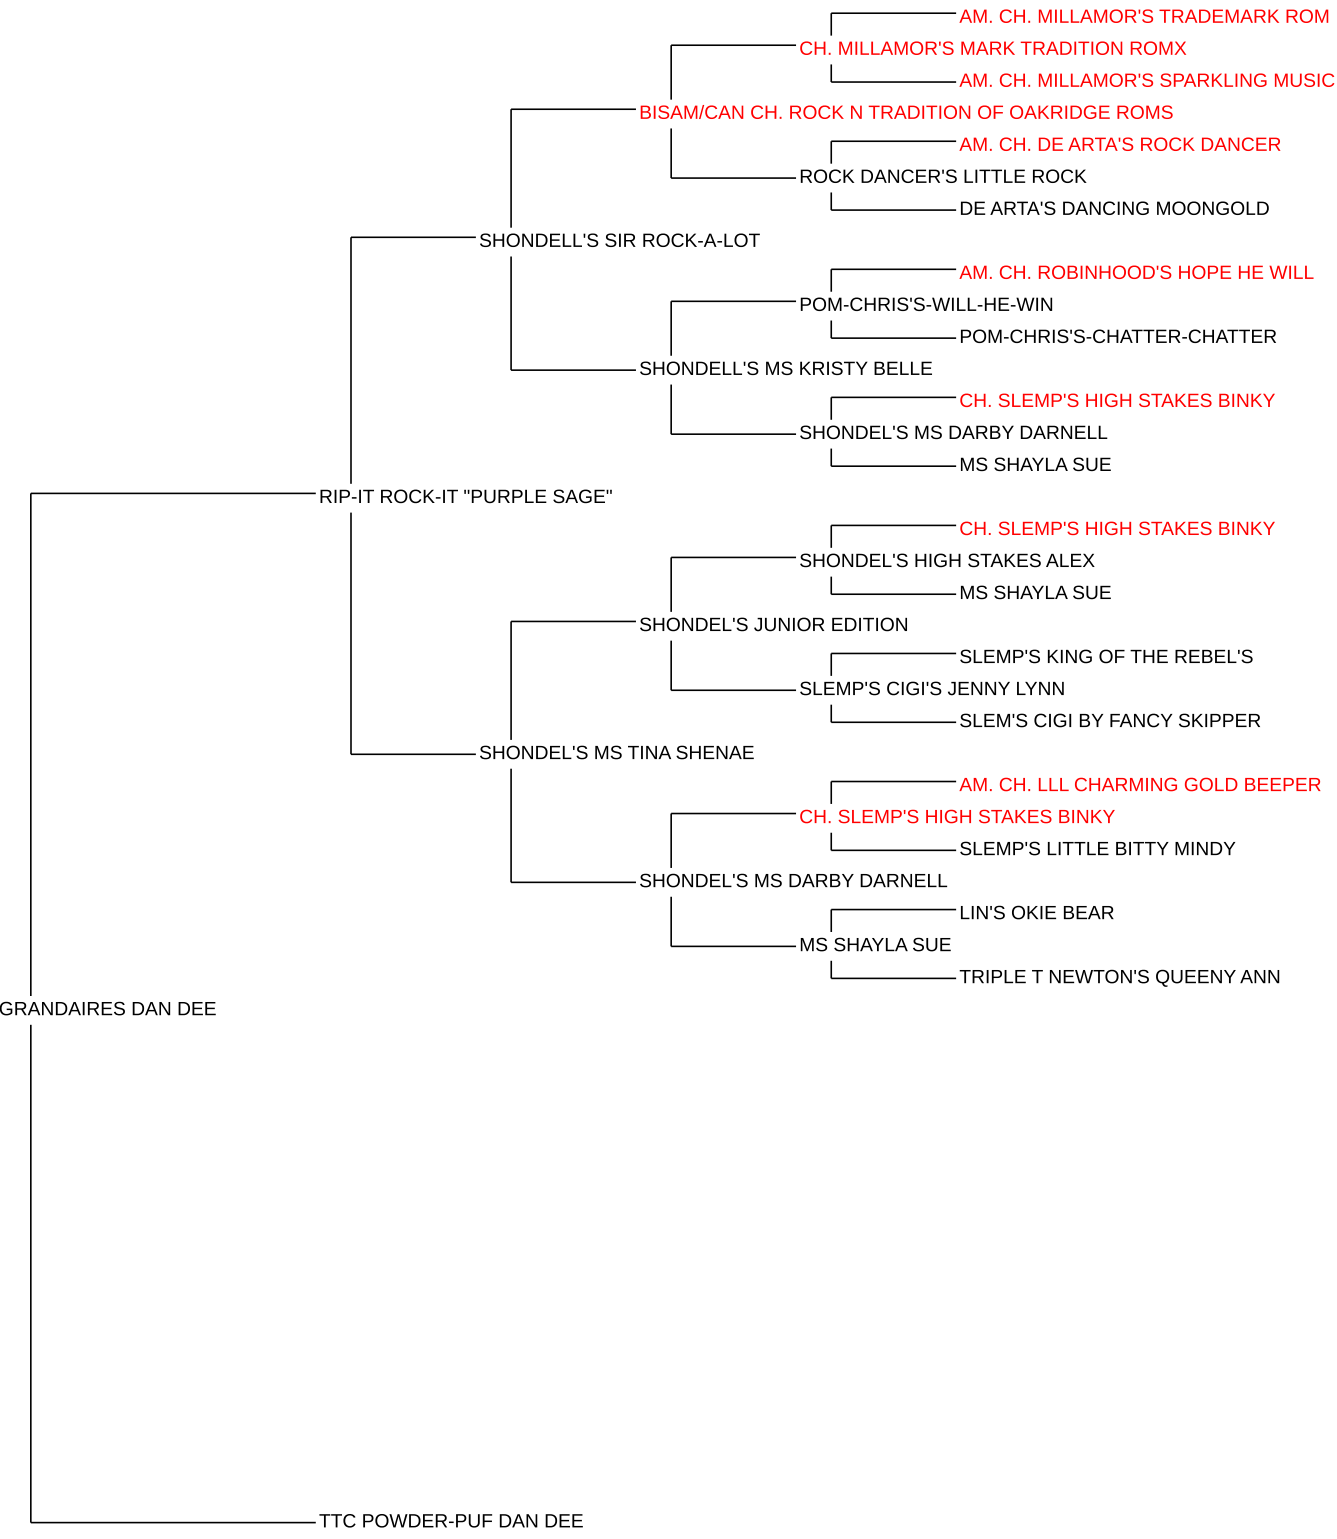 AM. CH. MILLAMOR'S TRADEMARK ROM
CH. MILLAMOR'S MARK TRADITION ROMX
AM. CH. MILLAMOR'S SPARKLING MUSIC
BISAM/CAN CH. ROCK N TRADITION OF OAKRIDGE ROMS
AM. CH. DE ARTA'S ROCK DANCER
ROCK DANCER'S LITTLE ROCK
DE ARTA'S DANCING MOONGOLD
SHONDELL'S SIR ROCK-A-LOT
AM. CH. ROBINHOOD'S HOPE HE WILL
POM-CHRIS'S-WILL-HE-WIN
POM-CHRIS'S-CHATTER-CHATTER
SHONDELL'S MS KRISTY BELLE
CH. SLEMP'S HIGH STAKES BINKY
SHONDEL'S MS DARBY DARNELL
MS SHAYLA SUE
RIP-IT ROCK-IT "PURPLE SAGE"
CH. SLEMP'S HIGH STAKES BINKY
SHONDEL'S HIGH STAKES ALEX
MS SHAYLA SUE
SHONDEL'S JUNIOR EDITION
SLEMP'S KING OF THE REBEL'S
SLEMP'S CIGI'S JENNY LYNN
SLEM'S CIGI BY FANCY SKIPPER
SHONDEL'S MS TINA SHENAE
AM. CH. LLL CHARMING GOLD BEEPER
CH. SLEMP'S HIGH STAKES BINKY
SLEMP'S LITTLE BITTY MINDY
SHONDEL'S MS DARBY DARNELL
LIN'S OKIE BEAR
MS SHAYLA SUE
TRIPLE T NEWTON'S QUEENY ANN
GRANDAIRES DAN DEE
TTC POWDER-PUF DAN DEE